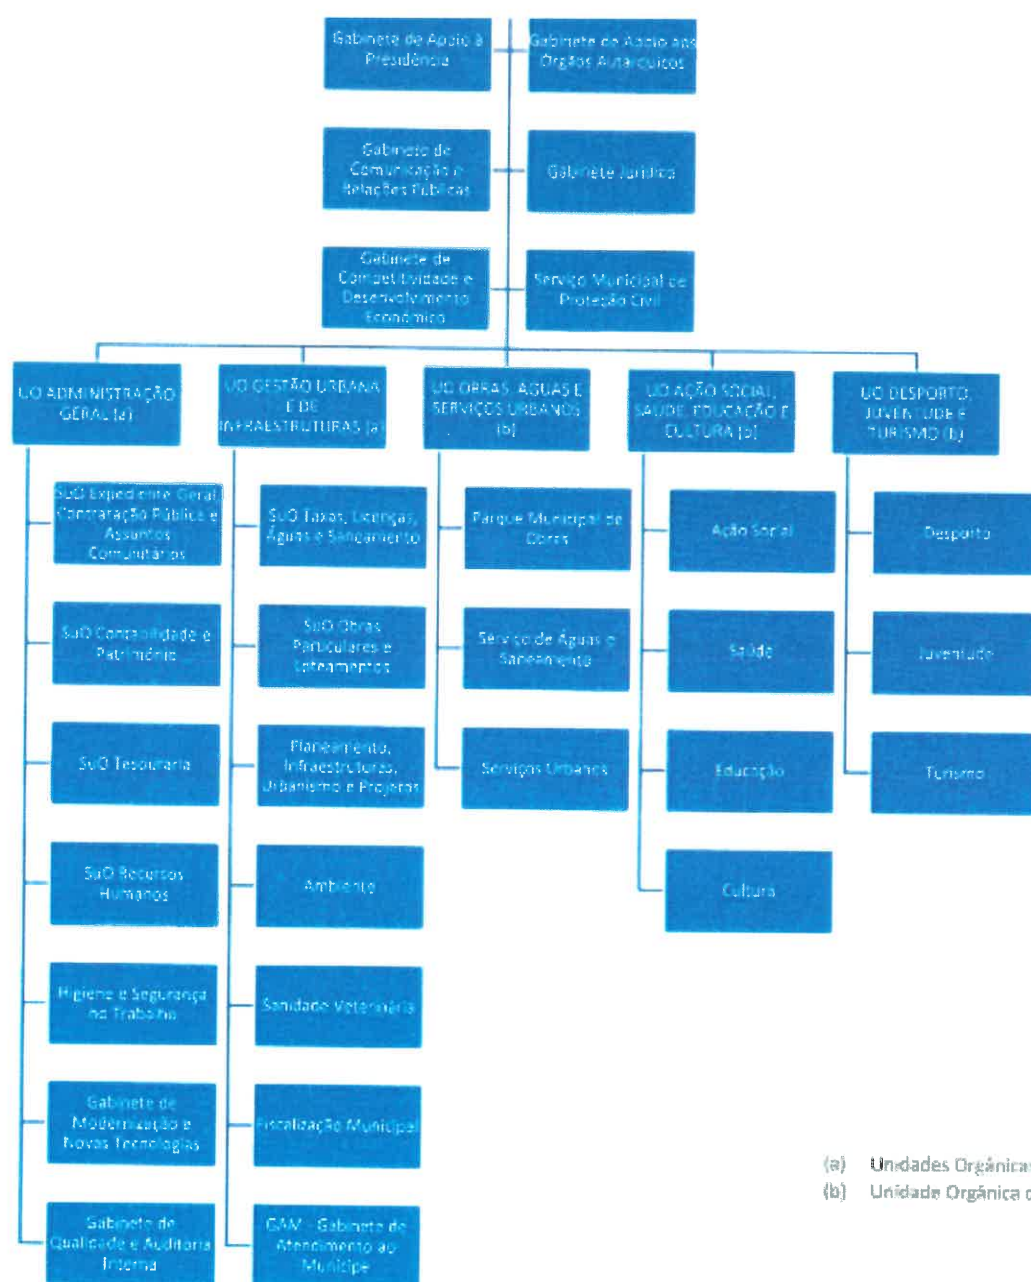 Gabinete de Apoio à
Presidência
Gabinete de Apoio aos
Órgãos Autárquicos
Gabinete de
Comunicação e
Relações Públicas
Gabinete Jurídico
Gabinete de
Competitividade e
Desenvolvimento
Económico
Serviço Municipal de
Proteção Civil
UO ADMINISTRAÇÃO
GERAL (a)
UO GESTÃO URBANA
E DE
INFRAESTRUTURAS (a)
UO OBRAS, ÁGUAS E
SERVIÇOS URBANOS
(b)
UO AÇÃO SOCIAL,
SAÚDE, EDUCAÇÃO E
CULTURA (b)
UO DESPORTO,
JUVENTUDE E
TURISMO (b)
SuO Expediente Geral,
Contratação Pública e
Assuntos
Comunitários
SuO Taxas, Licenças,
Águas e Saneamento
Parque Municipal de
Obras
Ação Social
Desporto
SuO Contabilidade e
Património
SuO Obras
Particulares e
Loteamentos
Serviço de Águas e
Saneamento
Saúde
Juventude
SuO Tesouraria
Planeamento,
Infraestruturas,
Urbanismo e Projetos
Serviços Urbanos
Educação
Turismo
SuO Recursos
Humanos
Ambiente
Cultura
Higiene e Segurança
no Trabalho
Sanidade Veterinária
Gabinete de
Modernização e
Novas Tecnologias
Fiscalização Municipal
(a) Unidades Orgânicas
(b) Unidade Orgânica
Gabinete de
Qualidade e Auditoria
Interna
GAM - Gabinete de
Atendimento ao
Munícipe